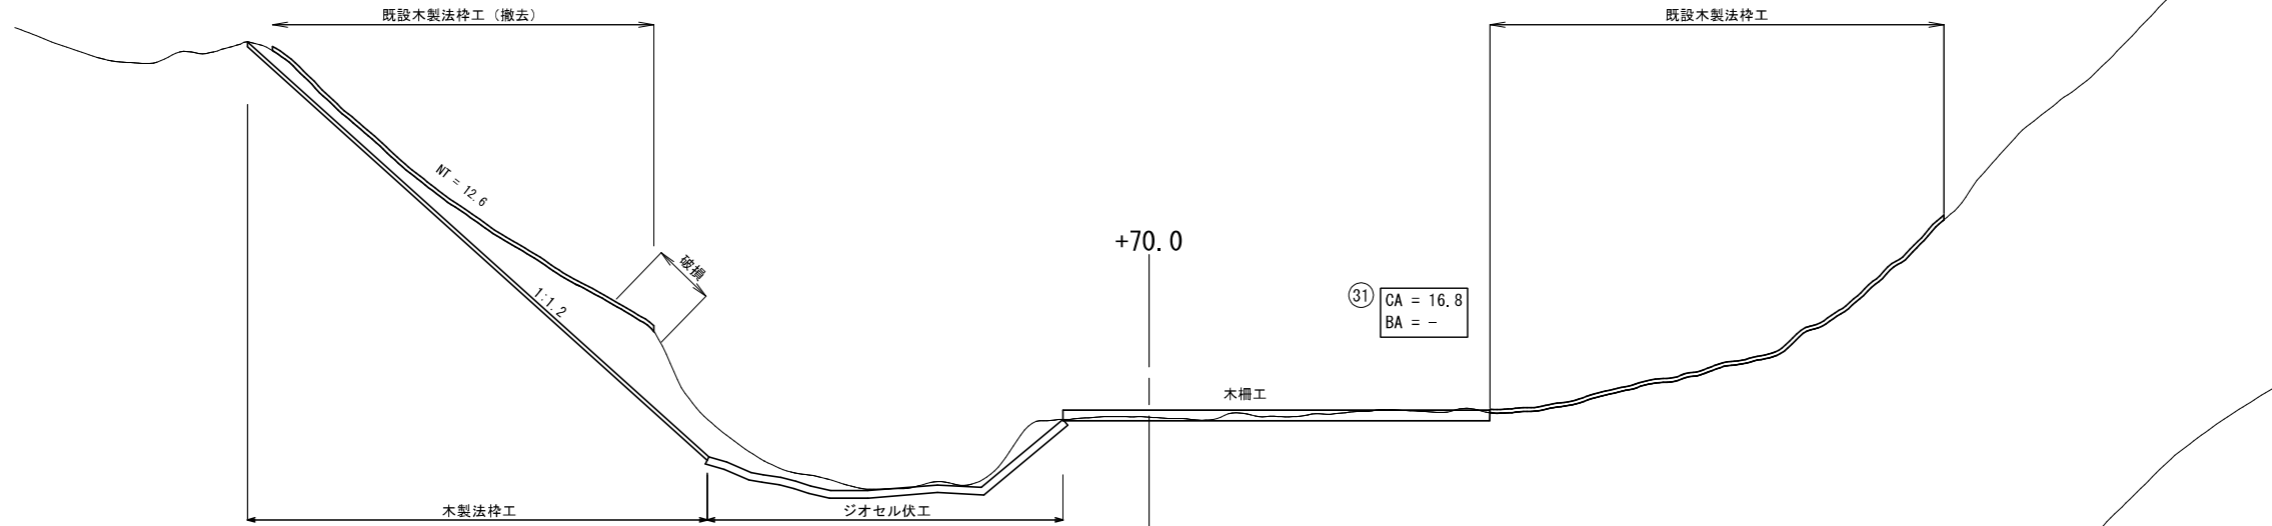 既設木製法枠工（撤去）
既設木製法枠工
NT = 12.6
+70.0
破損
1:1.2
31
CA = 16.8
BA = -
木柵工
木製法枠工
ジオセル伏工